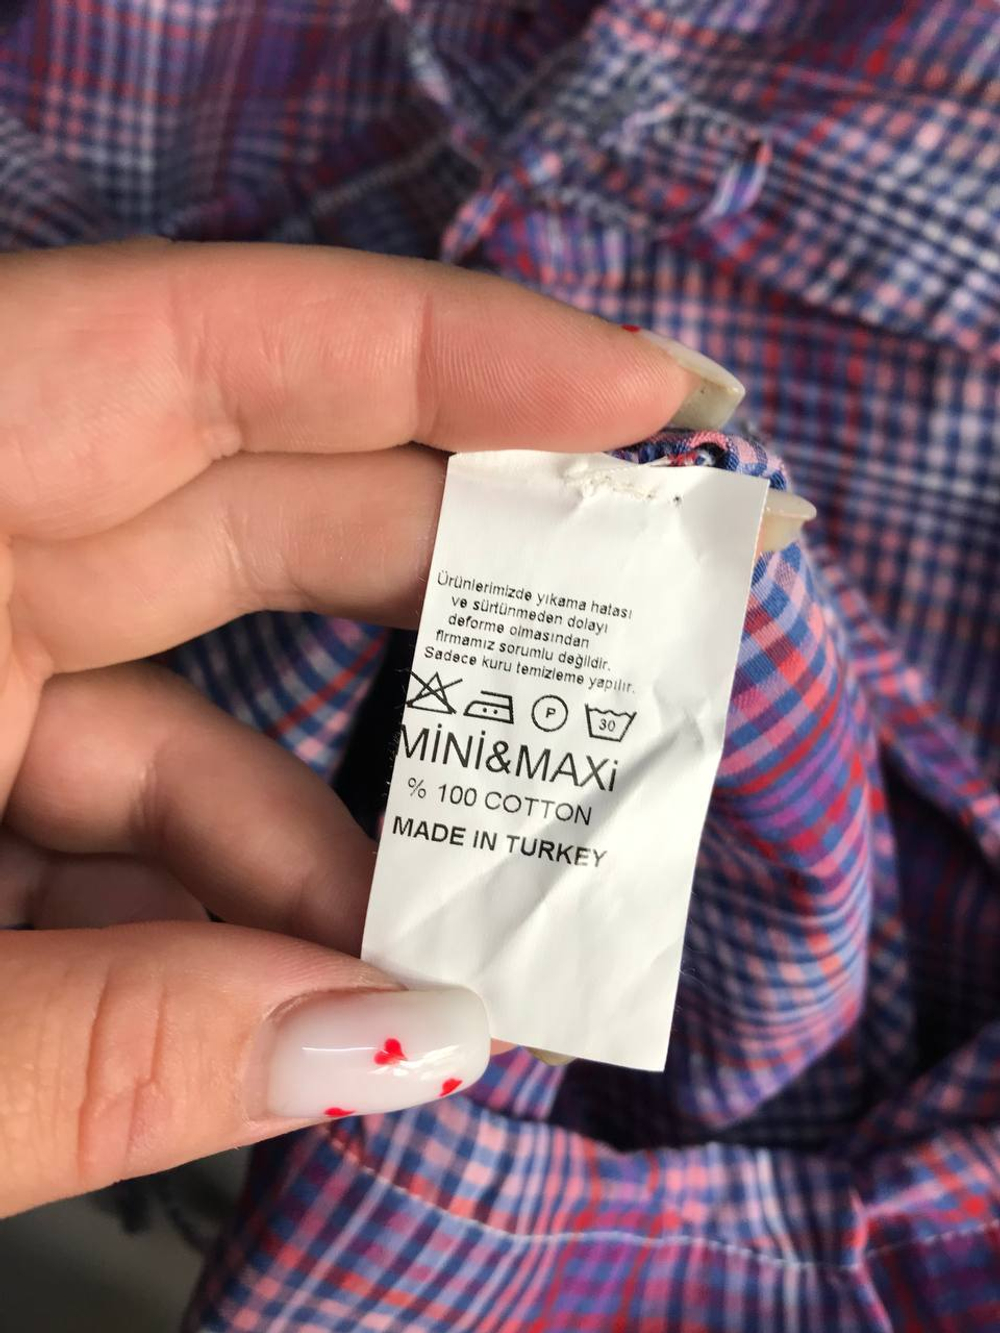 Ürünlerimizde yıkama hatası
ve sürtünmeden dolayı
deforme olmasından
firmamız sorumlu değildir.
Sadece kuru temizleme yapılır.
P 30
MİNİ&MAXi
% 100 COTTON
MADE IN TURKEY